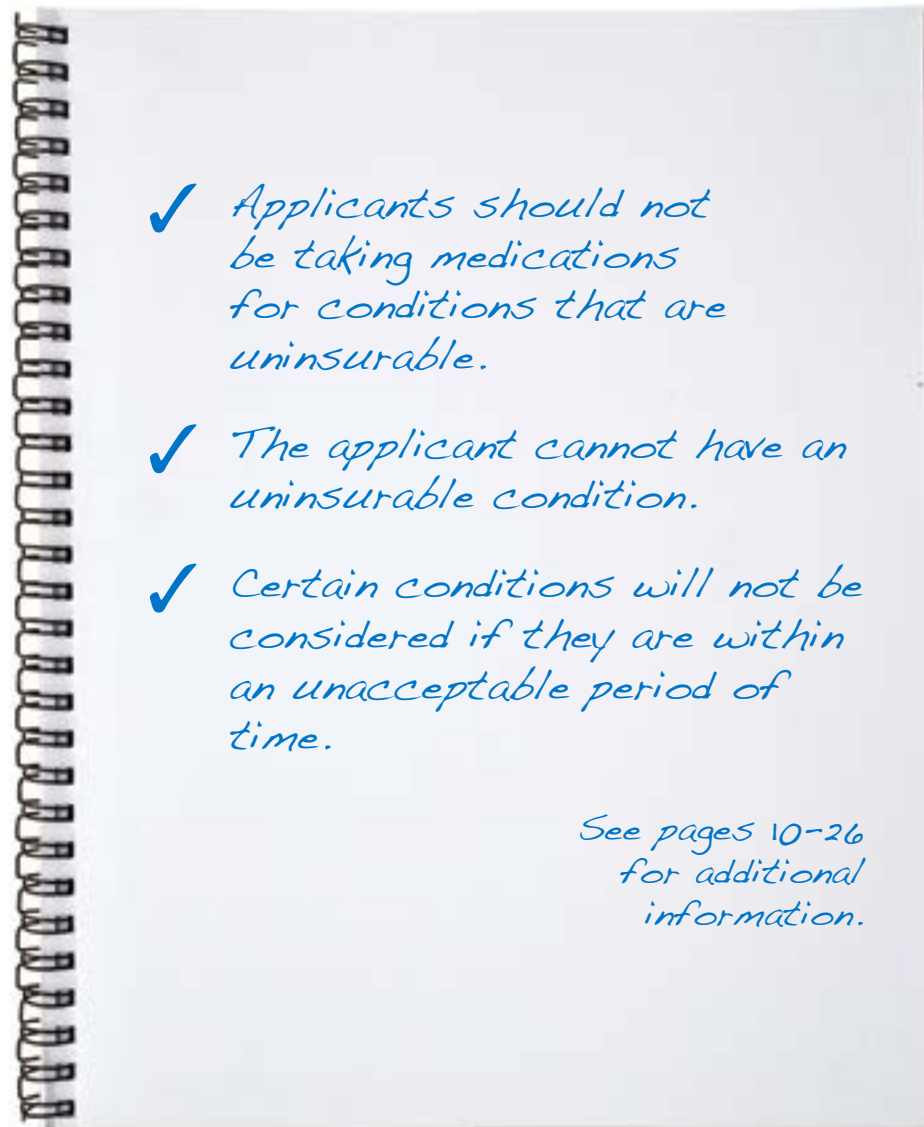 ✓ Applicants should not
be taking medications
for conditions that are
uninsurable.
✓ The applicant cannot have an
uninsurable condition.
✓ Certain conditions will not be
considered if they are within
an unacceptable period of
time.
See pages 10-26
for additional
information.